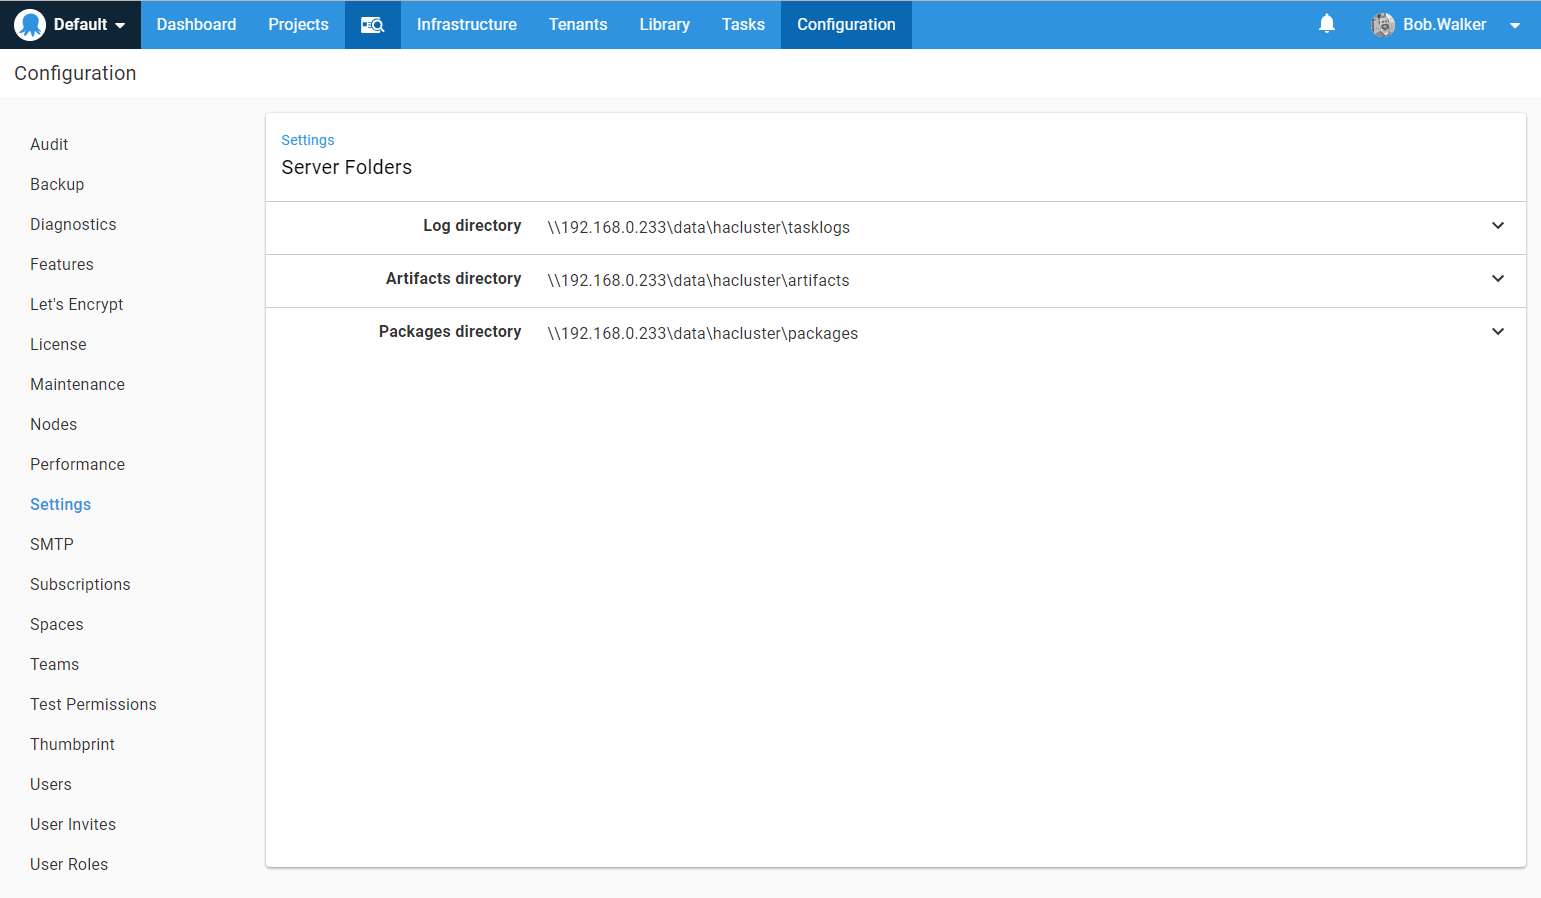 Default Dashboard Projects Infrastructure Tenants Library Tasks Configuration Bob.Walker
Configuration
Audit
Backup
Diagnostics
Features
Let's Encrypt
License
Maintenance
Nodes
Performance
Settings
SMTP
Subscriptions
Spaces
Teams
Test Permissions
Thumbprint
Users
User Invites
User Roles
Settings
Server Folders
Log directory \\192.168.0.233\data\hacluster\tasklogs
Artifacts directory \\192.168.0.233\data\hacluster\artifacts
Packages directory \\192.168.0.233\data\hacluster\packages